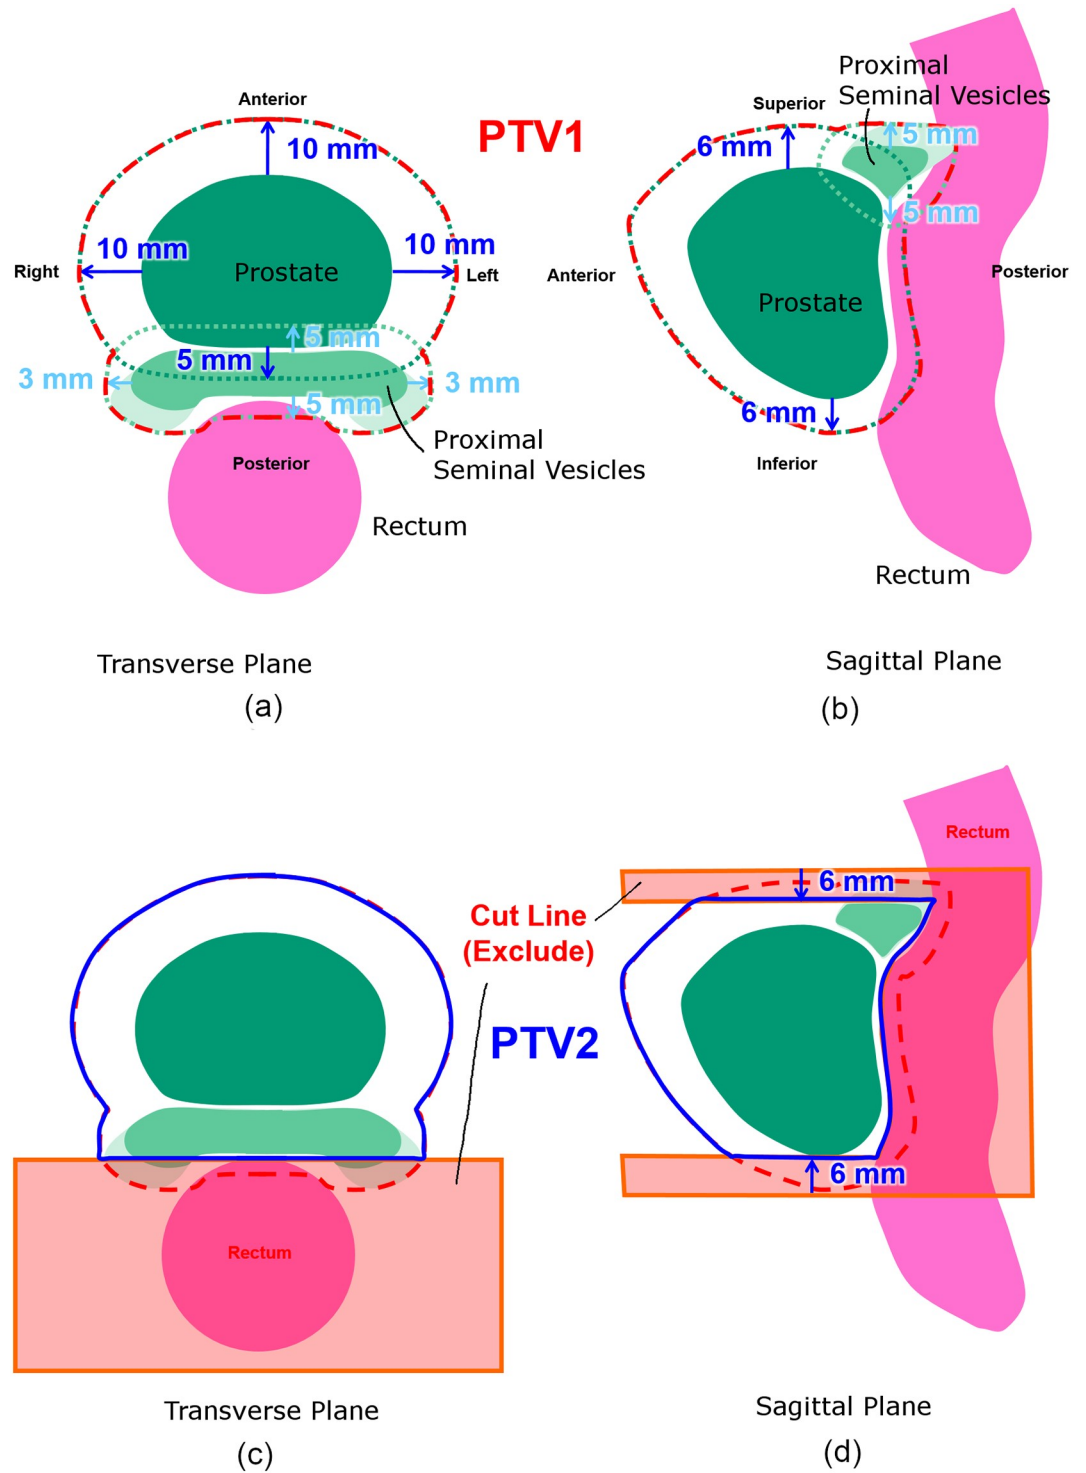 Anterior
PTV1
10 mm
10 mm
10 mm
Right
Prostate
Left
5 mm
5 mm
3 mm
3 mm
5 mm
Proximal
Seminal Vesicles
Posterior
Rectum
Transverse Plane
(a)
Proximal
Seminal Vesicles
Superior
6 mm
5 mm
5 mm
Anterior
Posterior
Prostate
6 mm
Inferior
Rectum
Sagittal Plane
(b)
Cut Line
(Exclude)
PTV2
Rectum
Transverse Plane
(c)
Rectum
6 mm
6 mm
Sagittal Plane
(d)